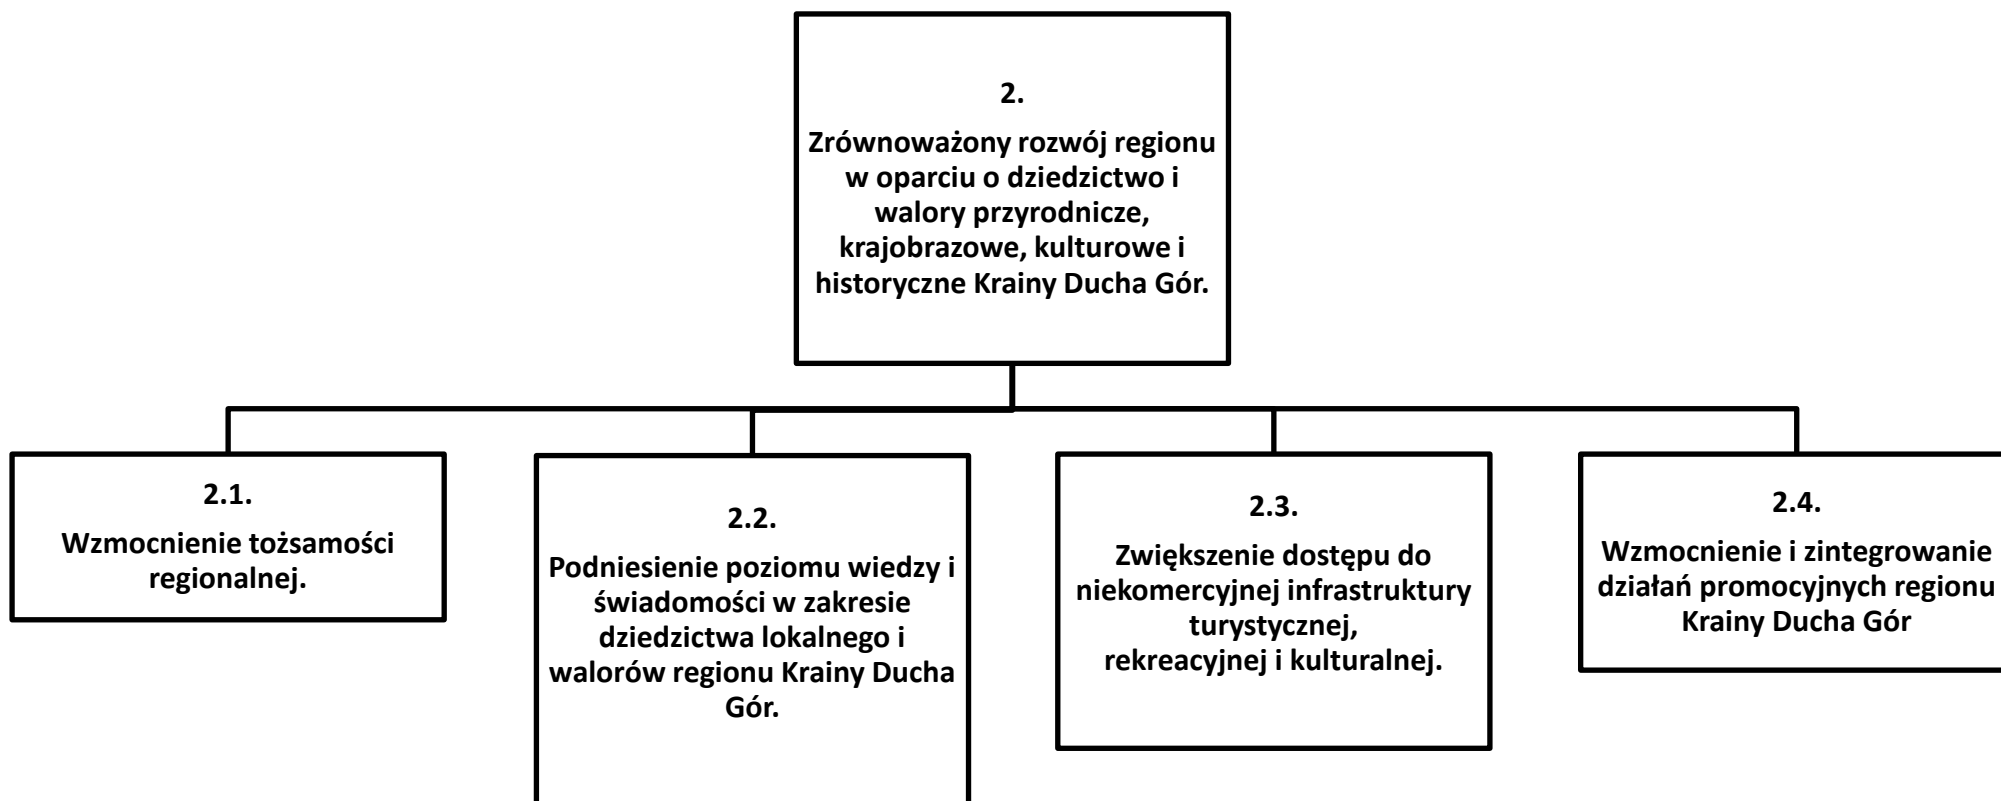 2.
Zrównoważony rozwój regionu
w oparciu o dziedzictwo i
walory przyrodnicze,
krajobrazowe, kulturowe i
historyczne Krainy Ducha Gór.
2.1.
Wzmocnienie tożsamości
regionalnej.
2.2.
Podniesienie poziomu wiedzy i
świadomości w zakresie
dziedzictwa lokalnego i
walorów regionu Krainy Ducha
Gór.
2.3.
Zwiększenie dostępu do
niekomercyjnej infrastruktury
turystycznej,
rekreacyjnej i kulturalnej.
2.4.
Wzmocnienie i zintegrowanie
działań promocyjnych regionu
Krainy Ducha Gór